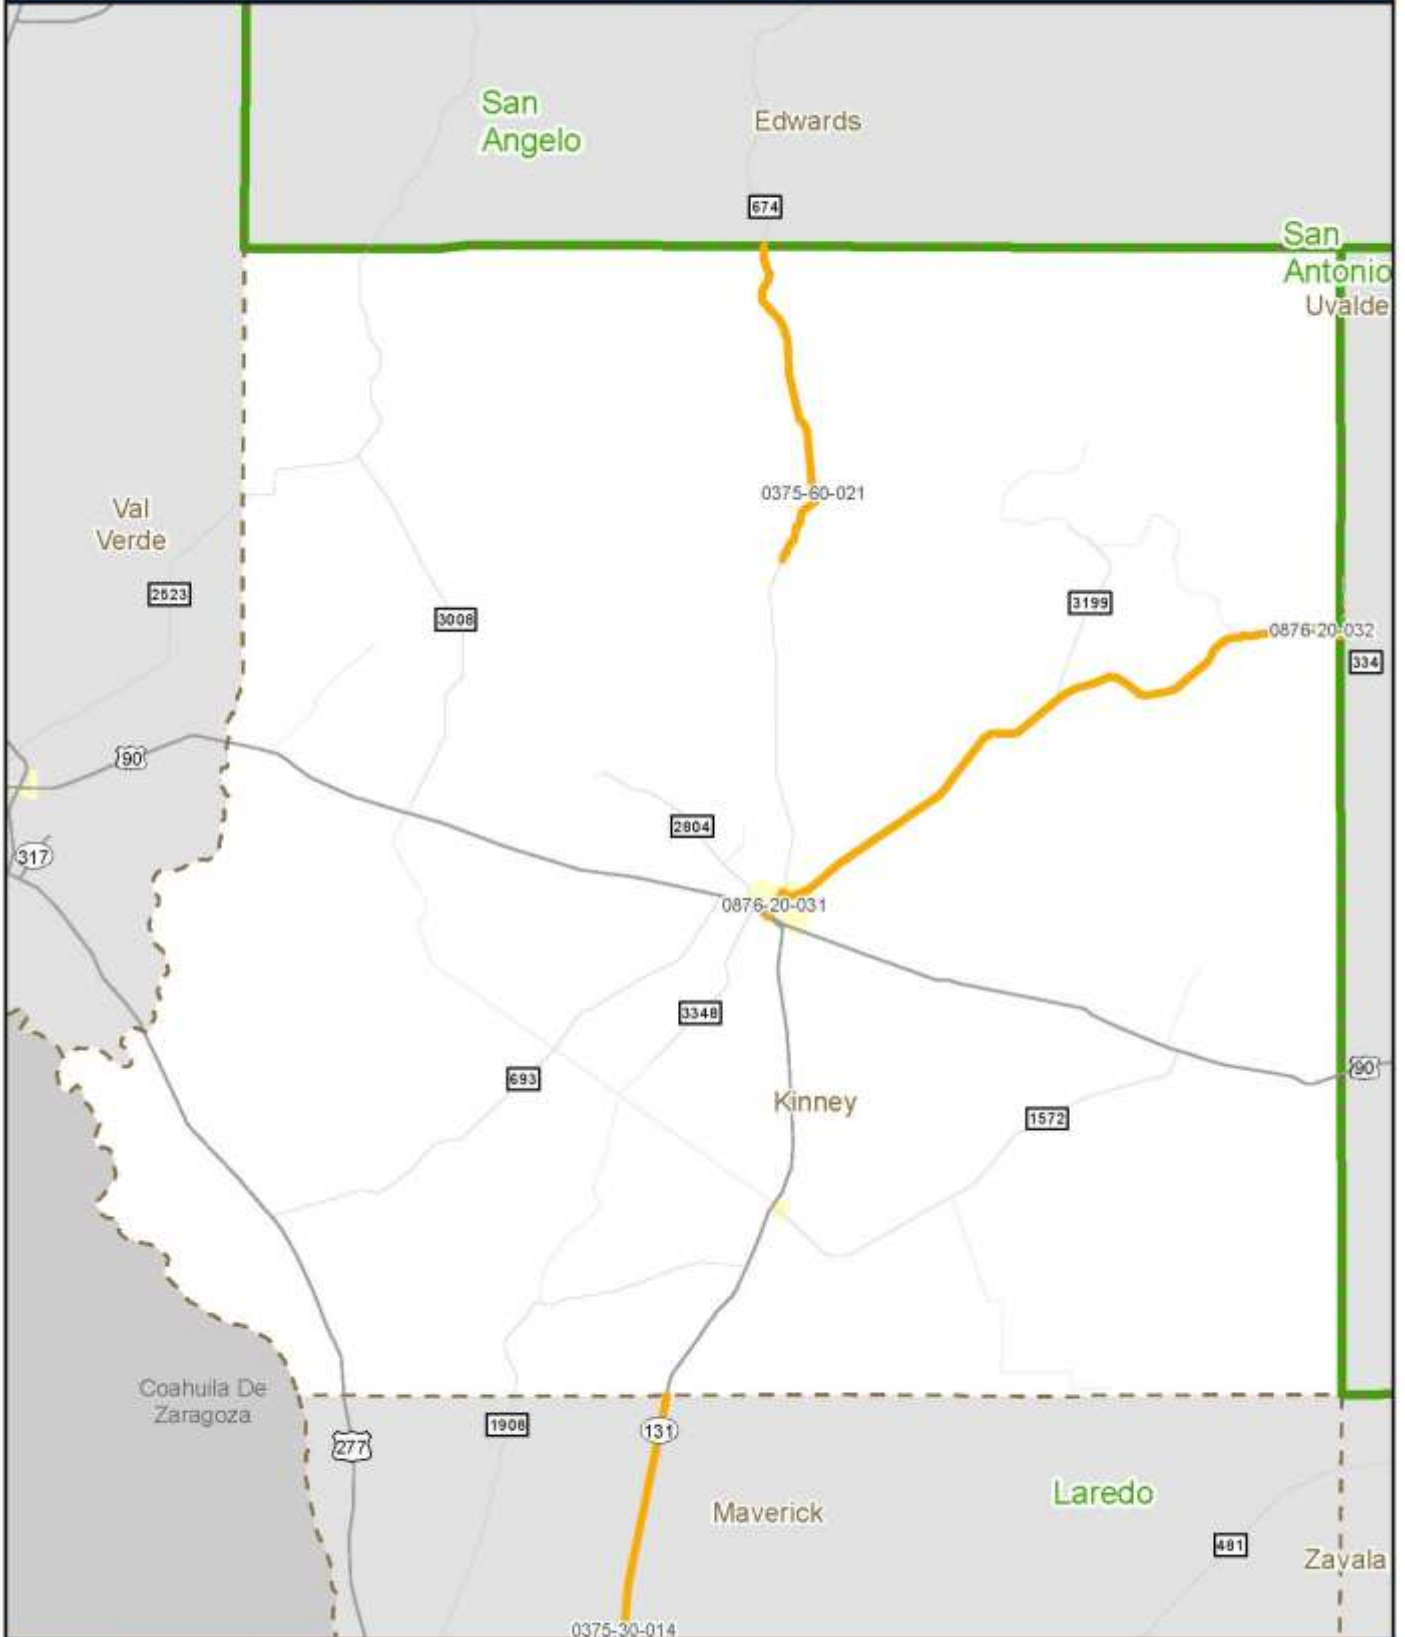 San
Angelo
Edwards
674
San
Antonio
Uvalde
0375-60-021
Val
Verde
2523
3008
3199
0876-20-032
334
90
2804
317
0876-20-031
3348
90
693
Kinney
1572
Coahuila De
Zaragoza
1908
131
277
Laredo
Maverick
481
Zavala
0375-30-014